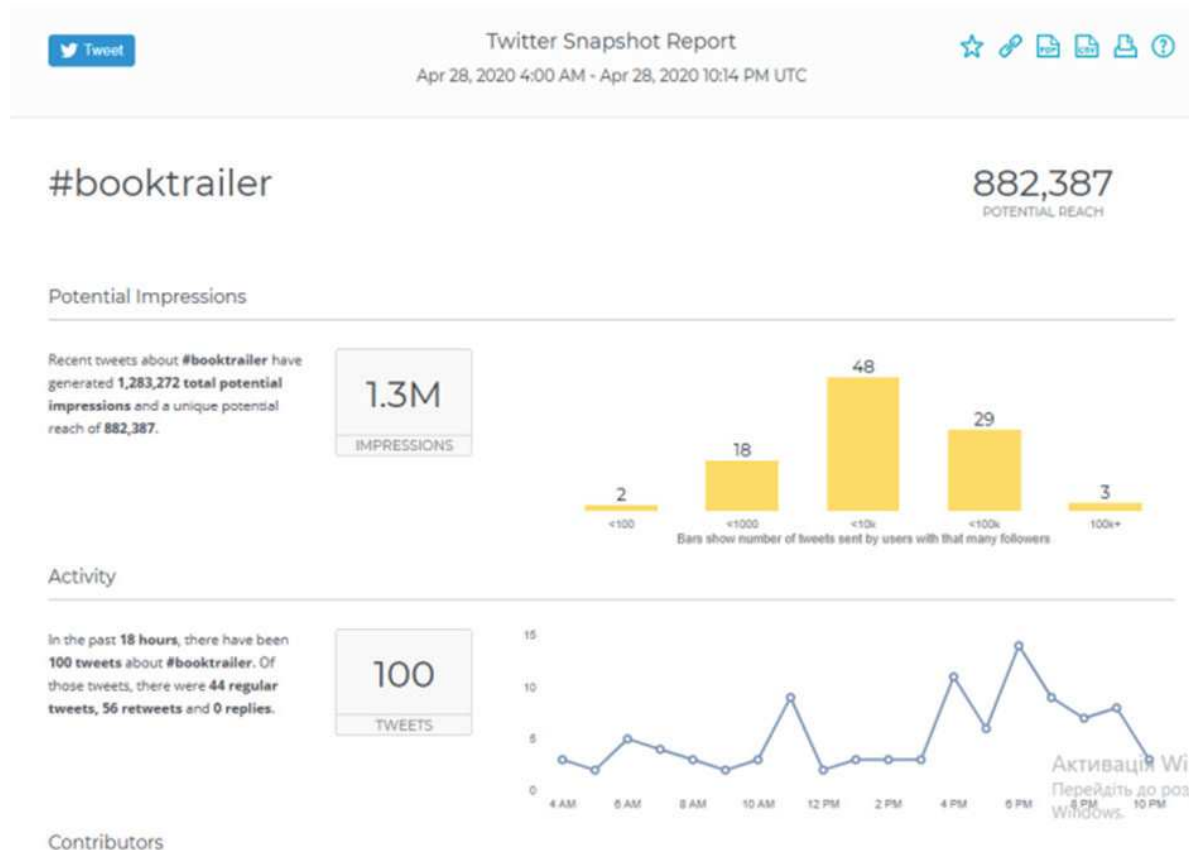 Tweet
Twitter Snapshot Report
Apr 28, 2020 4:00 AM - Apr 28, 2020 10:14 PM UTC
PDF
CSV
?
#booktrailer
882,387
POTENTIAL REACH
Potential Impressions
Recent tweets about #booktrailer have
generated 1,283,272 total potential
impressions and a unique potential
reach of 882,387.
1.3M
IMPRESSIONS
2
18
48
29
3
<100
<1000
<10k
<100k
100k+
Bars show number of tweets sent by users with that many followers
Activity
In the past 18 hours, there have been
100 tweets about #booktrailer. Of
those tweets, there were 44 regular
tweets, 56 retweets and 0 replies.
100
TWEETS
15
10
5
0
4 AM
6 AM
8 AM
10 AM
12 PM
2 PM
4 PM
6 PM
8 PM
10 PM
Активація Wi
Перейдіть до роз
Windows.
Contributors